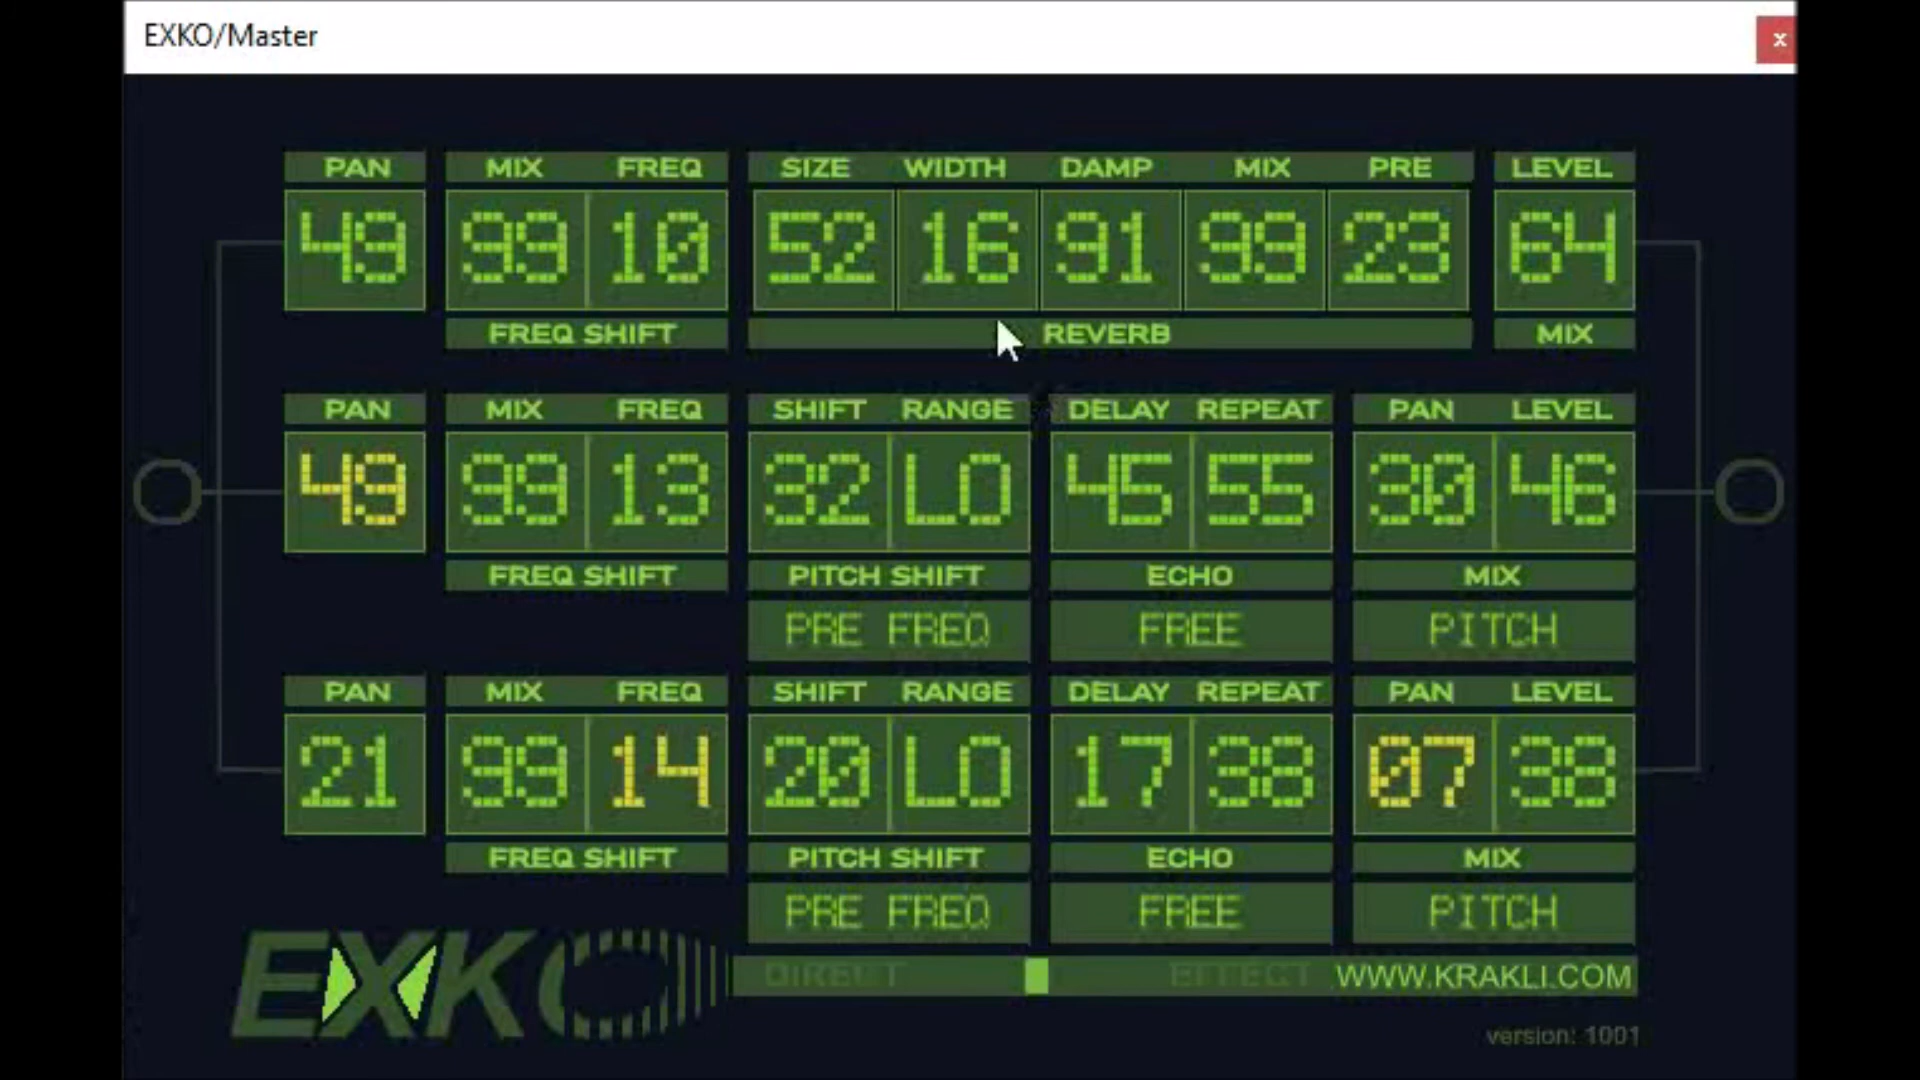 EXKO/Master
x
PAN MIX FREQ SIZE WIDTH DAMP MIX PRE LEVEL
49 99 10 52 16 91 99 23 64
FREQ SHIFT REVERB MIX
PAN MIX FREQ SHIFT RANGE DELAY REPEAT PAN LEVEL
49 99 13 32 LO 45 55 30 46
FREQ SHIFT PITCH SHIFT ECHO MIX
PRE FREQ FREE PITCH
PAN MIX FREQ SHIFT RANGE DELAY REPEAT PAN LEVEL
21 99 14 20 LO 17 38 07 38
FREQ SHIFT PITCH SHIFT ECHO MIX
PRE FREQ FREE PITCH
EXKO DIRECT EFFECT WWW.KRAKLI.COM
version: 1001